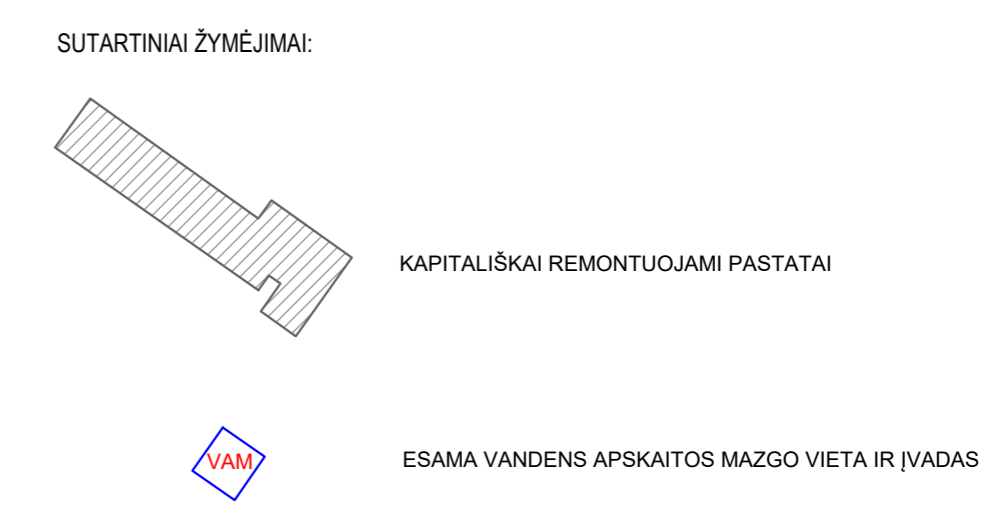 SUTARTINIAI ŽYMĖJIMAI:
KAPITALIŠKAI REMONTUOJAMI PASTATAI
VAM
ESAMA VANDENS APSKAITOS MAZGO VIETA IR ĮVADAS